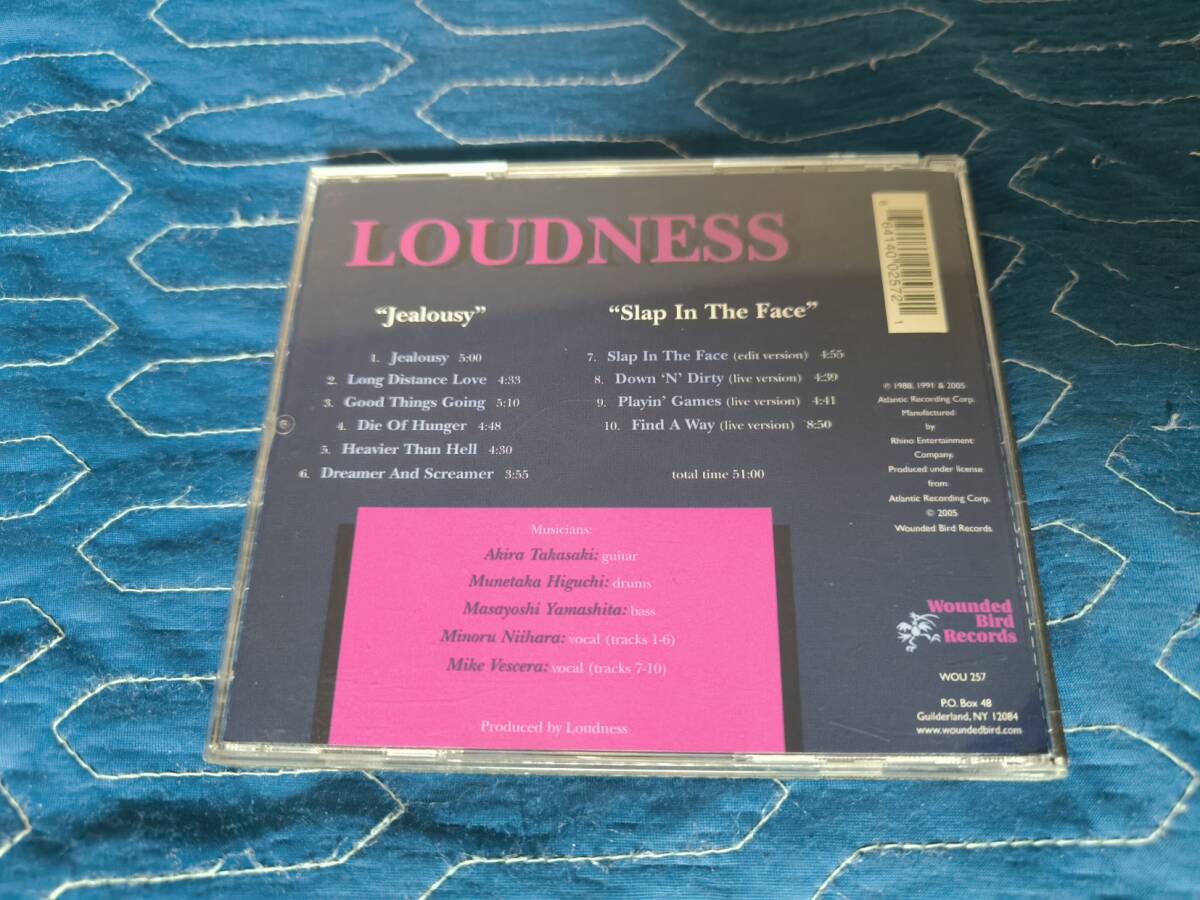 LOUDNESS
"Jealousy"
1. Jealousy 5:00
2. Long Distance Love 4:33
3. Good Things Going 5:10
4. Die Of Hunger 4:48
5. Heavier Than Hell 4:30
6. Dreamer And Screamer 3:55
"Slap In The Face"
7. Slap In The Face (edit version) 4:55
8. Down 'N' Dirty (live version) 4:39
9. Playin' Games (live version) 4:41
10. Find A Way (live version) 8:50
total time 51:00
Musicians:
Akira Takasaki: guitar
Munetaka Higuchi: drums
Masayoshi Yamashita: bass
Minoru Niihara: vocal (tracks 1-6)
Mike Vescera: vocal (tracks 7-10)
Produced by Loudness
6 64140 02572 1
℗ 1988, 1991 & 2005
Atlantic Recording Corp.
Manufactured
by
Rhino Entertainment
Company.
Produced under license
from
Atlantic Recording Corp.
© 2005
Wounded Bird Records
Wounded
Bird
Records
WOU 257
P.O. Box 48
Guilderland, NY 12084
www.woundedbird.com